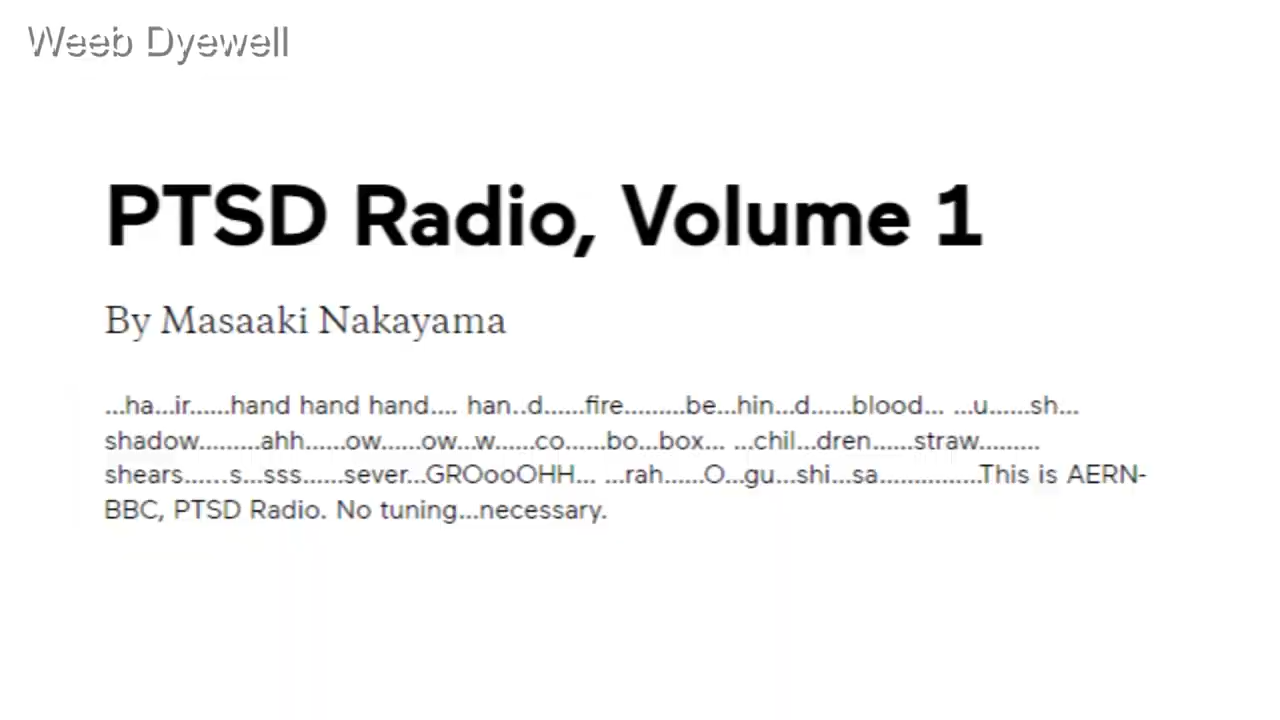 Weeb Dyewell
PTSD Radio, Volume 1
By Masaaki Nakayama
...ha...ir......hand hand hand.... han..d......fire.........be...hin...d......blood... ...u......sh...
shadow.........ahh......ow......ow...w......co......bo...box... ...chil...dren......straw.........
shears......s...sss......sever...GROooOHH... ...rah......O...gu...shi...sa...............This is AERN-
BBC, PTSD Radio. No tuning...necessary.